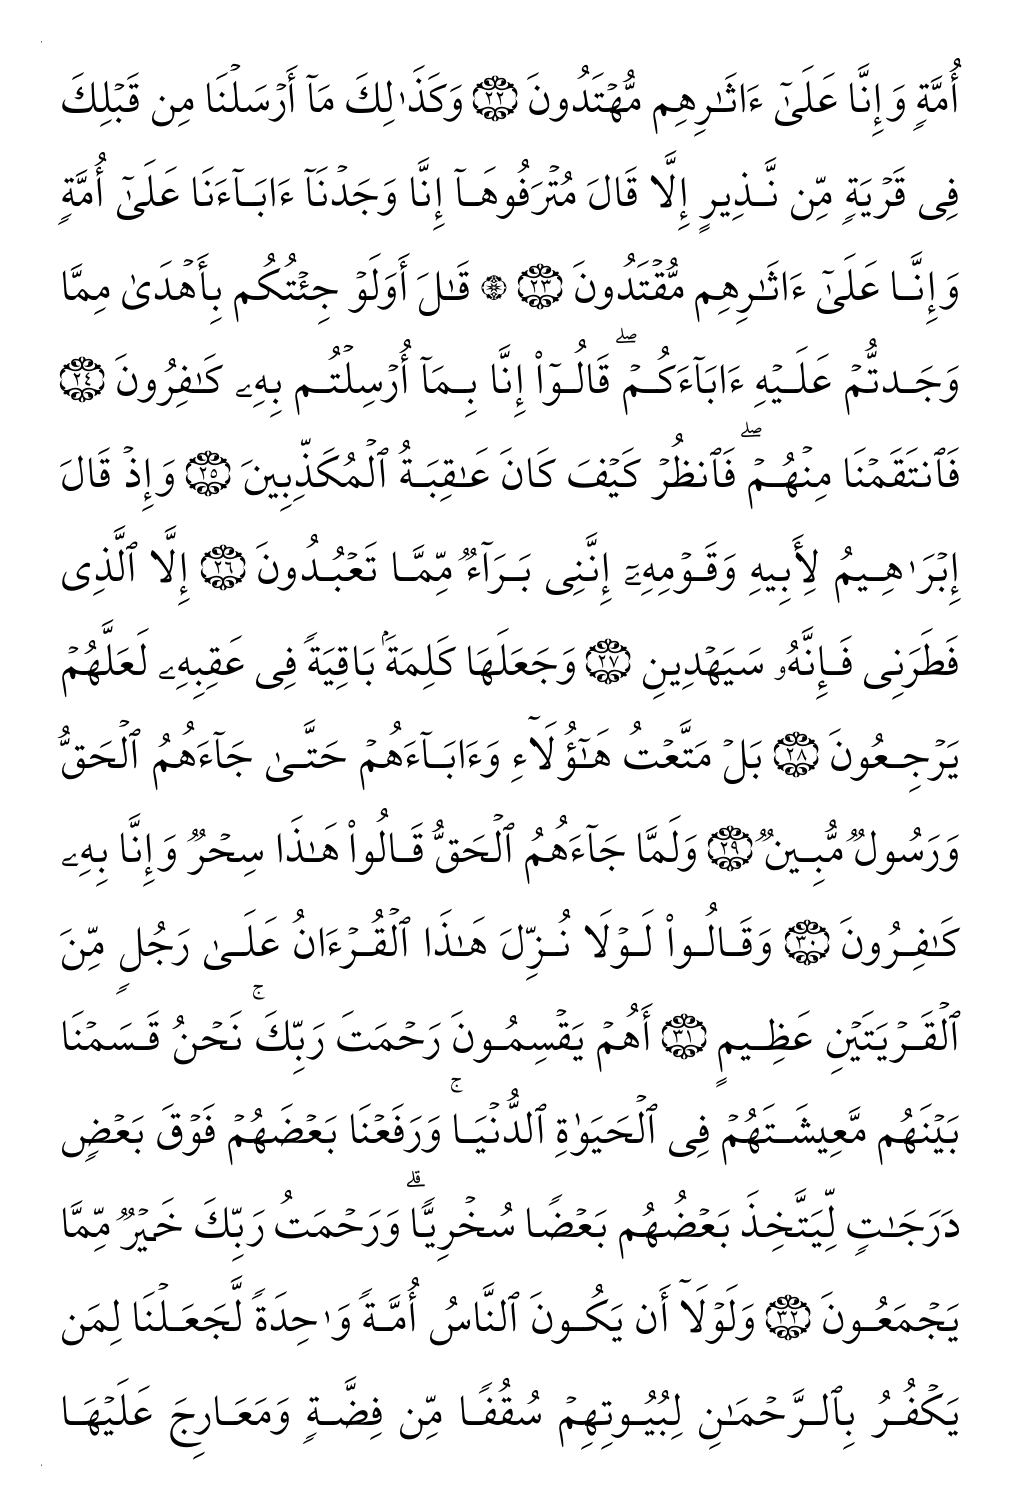 أُمَّةٖ وَإِنَّا عَلَىٰٓ ءَاثَٰرِهِم مُّهۡتَدُونَ ٢٢ وَكَذَٰلِكَ مَآ أَرۡسَلۡنَا مِن قَبۡلِكَ
فِي قَرۡيَةٖ مِّن نَّذِيرٍ إِلَّا قَالَ مُتۡرَفُوهَآ إِنَّا وَجَدۡنَآ ءَابَآءَنَا عَلَىٰٓ أُمَّةٖ
وَإِنَّا عَلَىٰٓ ءَاثَٰرِهِم مُّقۡتَدُونَ ٢٣ ۞ قَٰلَ أَوَلَوۡ جِئۡتُكُم بِأَهۡدَىٰ مِمَّا
وَجَدتُّمۡ عَلَيۡهِ ءَابَآءَكُمۡۖ قَالُوٓاْ إِنَّا بِمَآ أُرۡسِلۡتُم بِهِۦ كَٰفِرُونَ ٢٤
فَٱنتَقَمۡنَا مِنۡهُمۡۖ فَٱنظُرۡ كَيۡفَ كَانَ عَٰقِبَةُ ٱلۡمُكَذِّبِينَ ٢٥ وَإِذۡ قَالَ
إِبۡرَٰهِيمُ لِأَبِيهِ وَقَوۡمِهِۦٓ إِنَّنِي بَرَآءٞ مِّمَّا تَعۡبُدُونَ ٢٦ إِلَّا ٱلَّذِي
فَطَرَنِي فَإِنَّهُۥ سَيَهۡدِينِ ٢٧ وَجَعَلَهَا كَلِمَةَۢ بَاقِيَةٗ فِي عَقِبِهِۦ لَعَلَّهُمۡ
يَرۡجِعُونَ ٢٨ بَلۡ مَتَّعۡتُ هَٰٓؤُلَآءِ وَءَابَآءَهُمۡ حَتَّىٰ جَآءَهُمُ ٱلۡحَقُّ
وَرَسُولٞ مُّبِينٞ ٢٩ وَلَمَّا جَآءَهُمُ ٱلۡحَقُّ قَالُواْ هَٰذَا سِحۡرٞ وَإِنَّا بِهِۦ
كَٰفِرُونَ ٣٠ وَقَالُواْ لَوۡلَا نُزِّلَ هَٰذَا ٱلۡقُرۡءَانُ عَلَىٰ رَجُلٖ مِّنَ
ٱلۡقَرۡيَتَيۡنِ عَظِيمٍ ٣١ أَهُمۡ يَقۡسِمُونَ رَحۡمَتَ رَبِّكَۚ نَحۡنُ قَسَمۡنَا
بَيۡنَهُم مَّعِيشَتَهُمۡ فِي ٱلۡحَيَوٰةِ ٱلدُّنۡيَاۚ وَرَفَعۡنَا بَعۡضَهُمۡ فَوۡقَ بَعۡضٖ
دَرَجَٰتٖ لِّيَتَّخِذَ بَعۡضُهُم بَعۡضٗا سُخۡرِيّٗاۗ وَرَحۡمَتُ رَبِّكَ خَيۡرٞ مِّمَّا
يَجۡمَعُونَ ٣٢ وَلَوۡلَآ أَن يَكُونَ ٱلنَّاسُ أُمَّةٗ وَٰحِدَةٗ لَّجَعَلۡنَا لِمَن
يَكۡفُرُ بِٱلرَّحۡمَٰنِ لِبُيُوتِهِمۡ سُقُفٗا مِّن فِضَّةٖ وَمَعَارِجَ عَلَيۡهَا